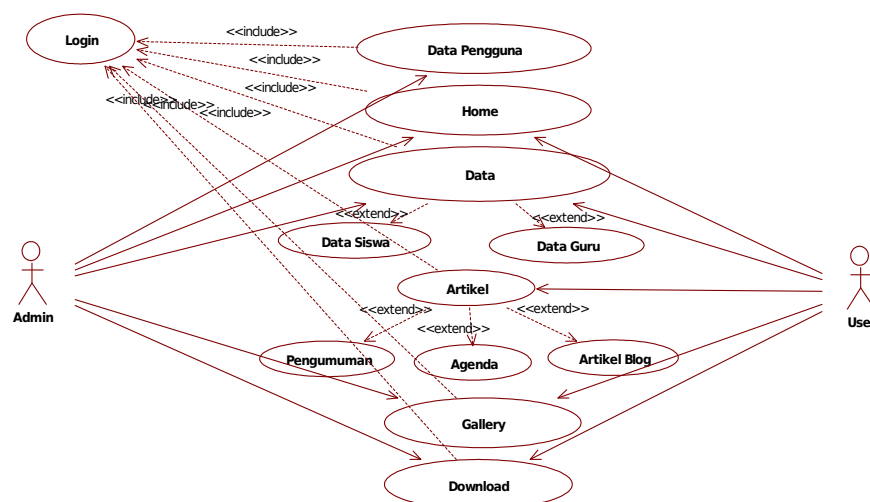 Login
<<include>>
Data Pengguna
<<include>>
<<include>>
<<include>>
<<include>>
<<include>>
Home
Data
<<extend>>
<<extend>>
Data Siswa
Data Guru
Admin
Artikel
Use
<<extend>>
<<extend>>
<<extend>>
Pengumuman
Agenda
Artikel Blog
Gallery
Download